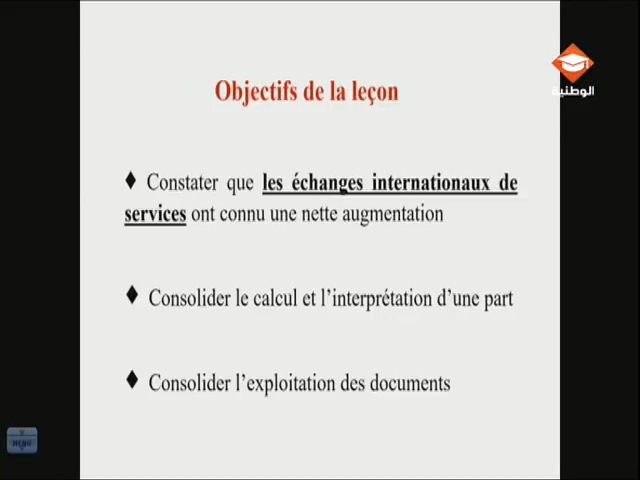 الوطنية
Objectifs de la leçon
♦ Constater que les échanges internationaux de
services ont connu une nette augmentation
♦ Consolider le calcul et l’interprétation d’une part
♦ Consolider l’exploitation des documents
MENU